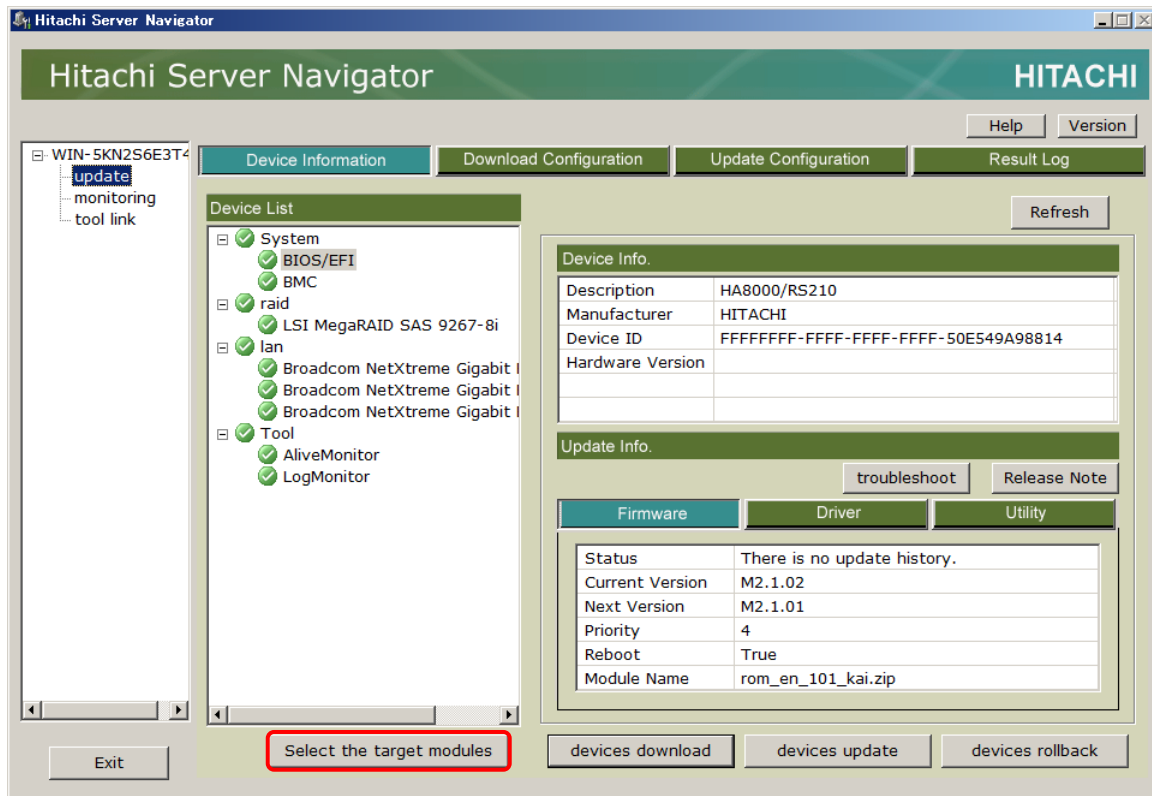 Hitachi Server Navigator
Hitachi Server Navigator
HITACHI
Help
Version
WIN-5KN2S6E3T4
update
monitoring
tool link
Device Information
Download Configuration
Update Configuration
Result Log
Device List
Refresh
System
BIOS/EFI
BMC
raid
LSI MegaRAID SAS 9267-8i
lan
Broadcom NetXtreme Gigabit
Broadcom NetXtreme Gigabit
Broadcom NetXtreme Gigabit
Tool
AliveMonitor
LogMonitor
Device Info.
Description HA8000/RS210
Manufacturer HITACHI
Device ID FFFFFFFF-FFFF-FFFF-FFFF-50E549A98814
Hardware Version
Update Info.
troubleshoot
Release Note
Firmware
Driver
Utility
Status There is no update history.
Current Version M2.1.02
Next Version M2.1.01
Priority 4
Reboot True
Module Name rom_en_101_kai.zip
Exit
Select the target modules
devices download
devices update
devices rollback